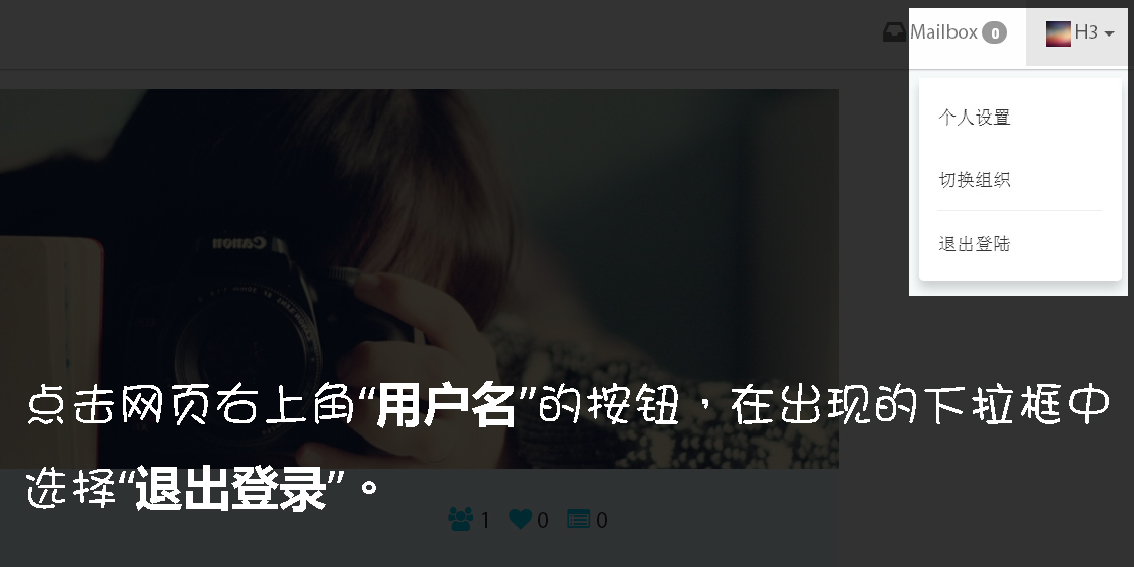 Mailbox 0 H3
个人设置
切换组织
退出登陆
Canon
点击网页右上角“用户名”的按钮，在出现的下拉框中
选择“退出登录”。
1 0 0